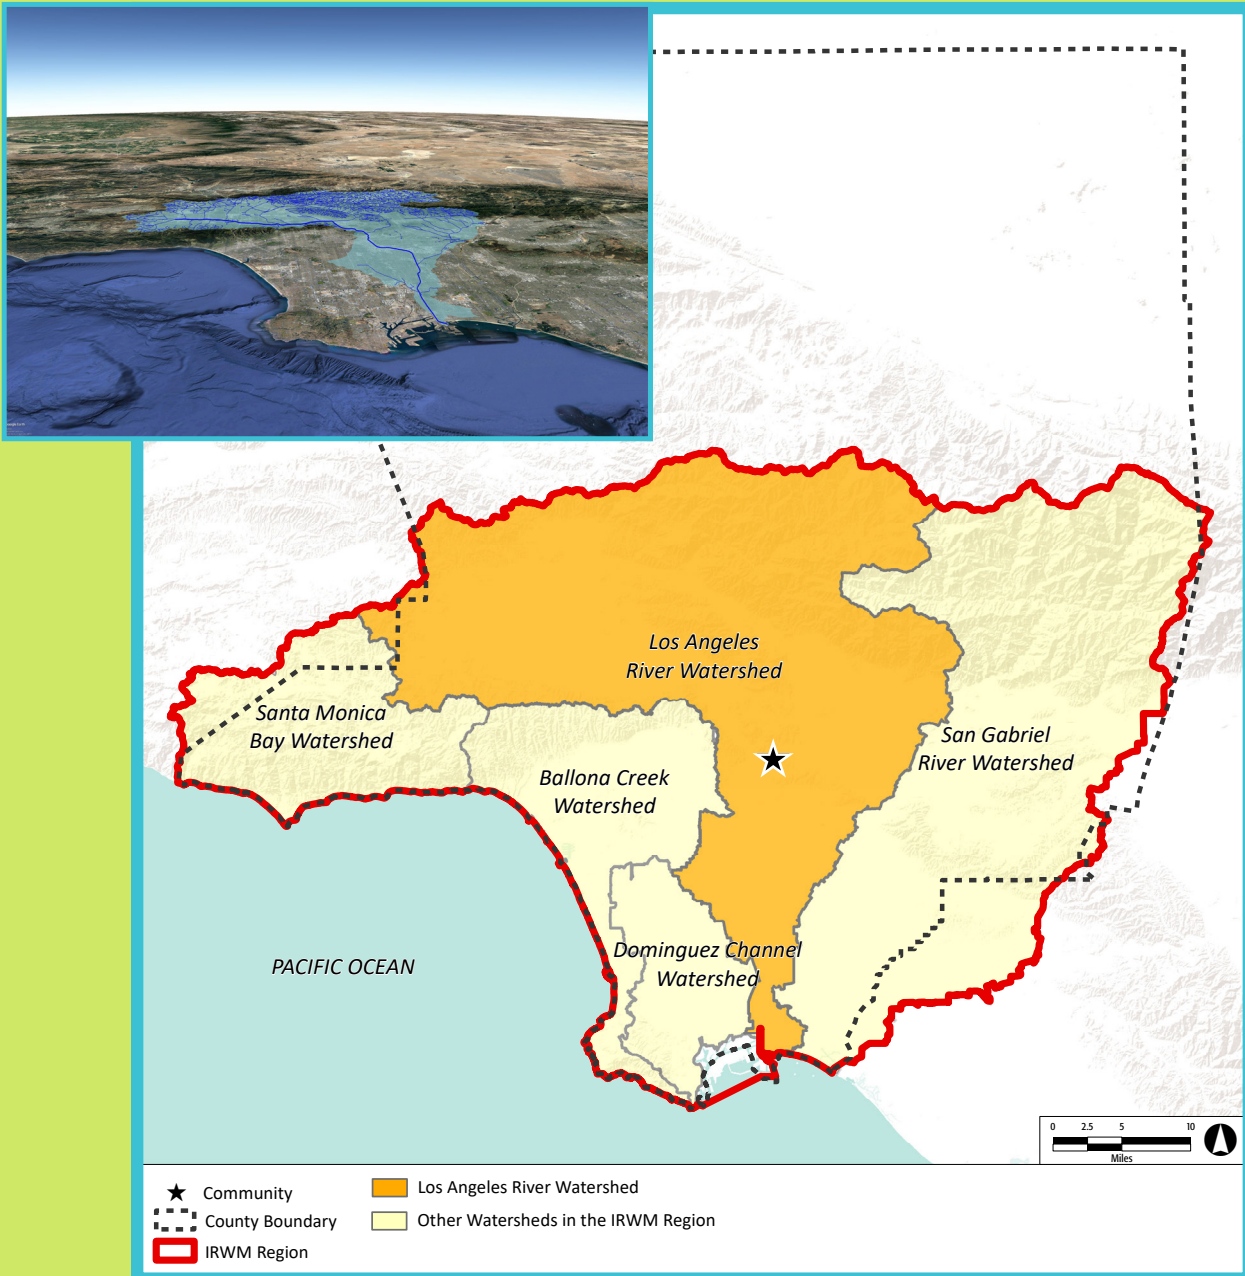 Los Angeles
River Watershed
Santa Monica
Bay Watershed
San Gabriel
River Watershed
Ballona Creek
Watershed
Dominguez Channel
Watershed
PACIFIC OCEAN
0 2.5 5 10
Miles
Community
County Boundary
IRWM Region
Los Angeles River Watershed
Other Watersheds in the IRWM Region